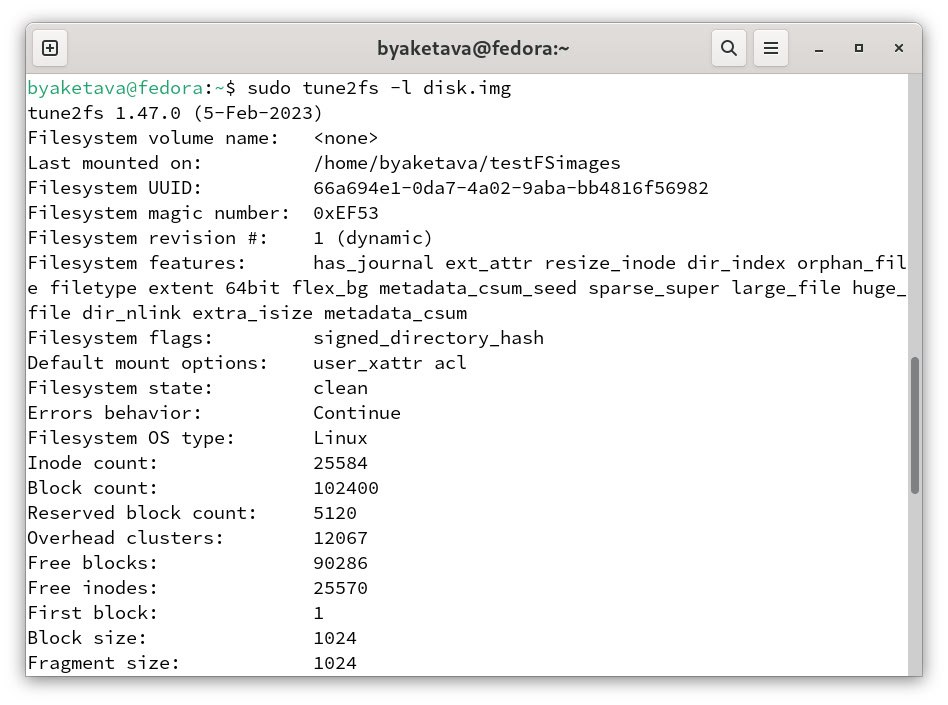 byaketava@fedora:~
byaketava@fedora:~$ sudo tune2fs -l disk.img
tune2fs 1.47.0 (5-Feb-2023)
Filesystem volume name:   <none>
Last mounted on:          /home/byaketava/testFSimages
Filesystem UUID:          66a694e1-0da7-4a02-9aba-bb4816f56982
Filesystem magic number:  0xEF53
Filesystem revision #:    1 (dynamic)
Filesystem features:      has_journal ext_attr resize_inode dir_index orphan_fil
e filetype extent 64bit flex_bg metadata_csum_seed sparse_super large_file huge_
file dir_nlink extra_isize metadata_csum
Filesystem flags:         signed_directory_hash
Default mount options:    user_xattr acl
Filesystem state:         clean
Errors behavior:          Continue
Filesystem OS type:       Linux
Inode count:              25584
Block count:              102400
Reserved block count:     5120
Overhead clusters:        12067
Free blocks:              90286
Free inodes:              25570
First block:              1
Block size:               1024
Fragment size:            1024